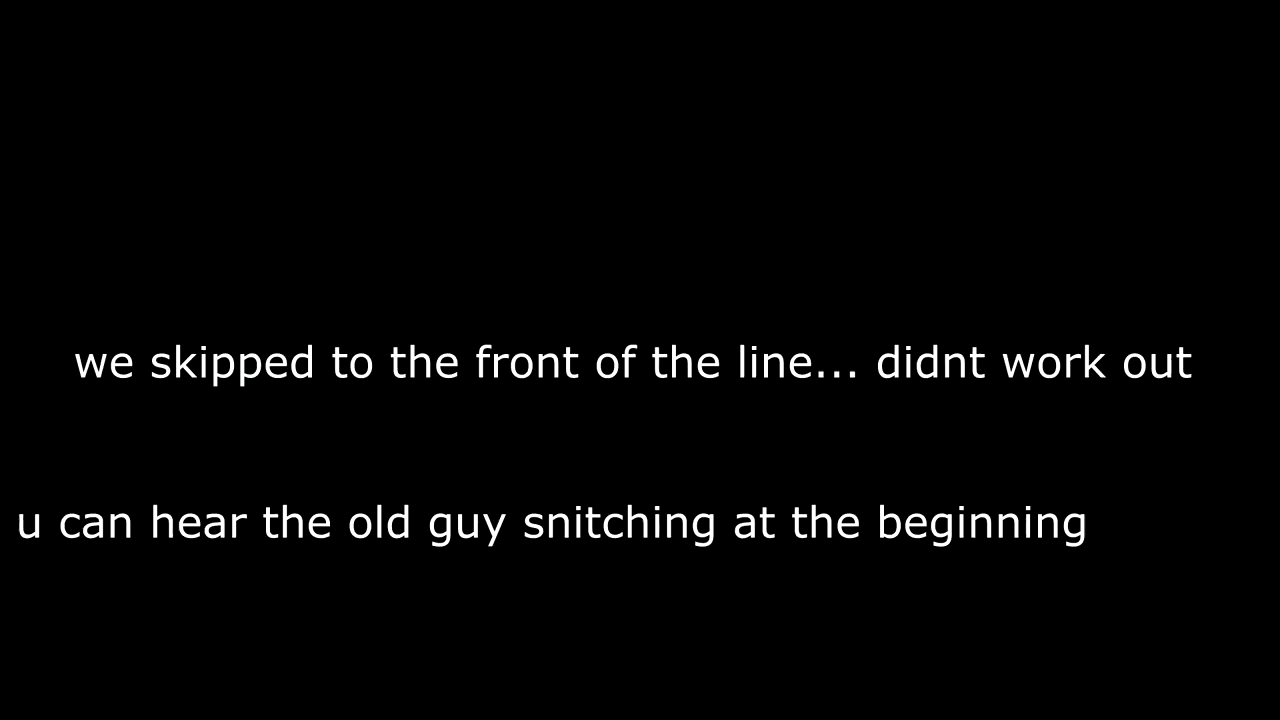 we skipped to the front of the line... didnt work out
u can hear the old guy snitching at the beginning